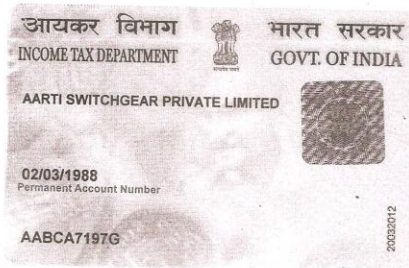 आयकर विभाग
INCOME TAX DEPARTMENT
भारत सरकार
GOVT. OF INDIA
AARTI SWITCHGEAR PRIVATE LIMITED
02/03/1988
Permanent Account Number
AABCA7197G
20032012